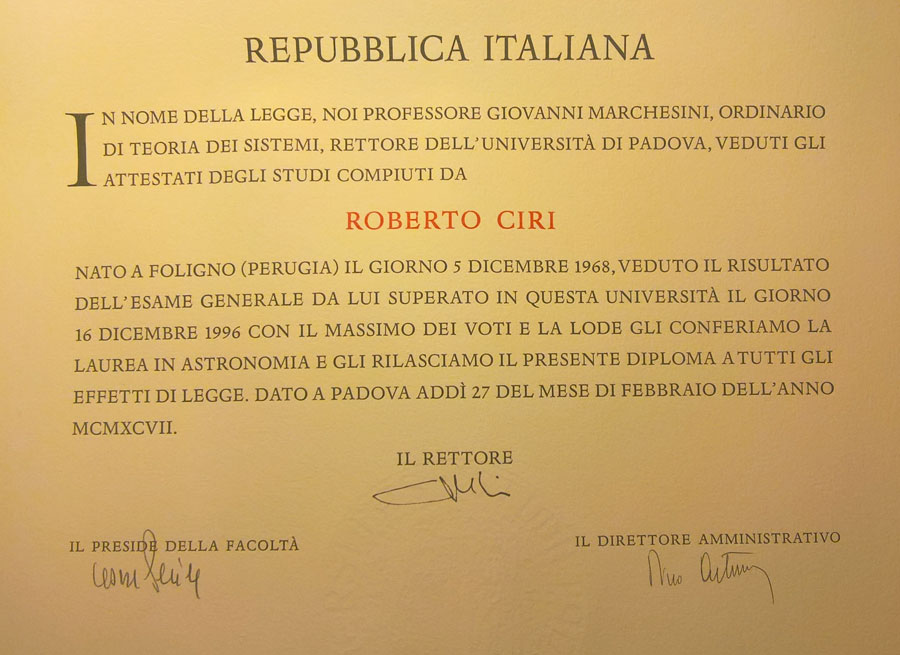 REPUBBLICA ITALIANA
IN NOME DELLA LEGGE, NOI PROFESSORE GIOVANNI MARCHESINI, ORDINARIO
DI TEORIA DEI SISTEMI, RETTORE DELL'UNIVERSITÀ DI PADOVA, VEDUTI GLI
ATTESTATI DEGLI STUDI COMPIUTI DA
ROBERTO CIRI
NATO A FOLIGNO (PERUGIA) IL GIORNO 5 DICEMBRE 1968, VEDUTO IL RISULTATO
DELL'ESAME GENERALE DA LUI SUPERATO IN QUESTA UNIVERSITÀ IL GIORNO
16 DICEMBRE 1996 CON IL MASSIMO DEI VOTI E LA LODE GLI CONFERIAMO LA
LAUREA IN ASTRONOMIA E GLI RILASCIAMO IL PRESENTE DIPLOMA A TUTTI GLI
EFFETTI DI LEGGE. DATO A PADOVA ADDÌ 27 DEL MESE DI FEBBRAIO DELL'ANNO
MCMXCVII.
IL RETTORE
IL PRESIDE DELLA FACOLTÀ
IL DIRETTORE AMMINISTRATIVO